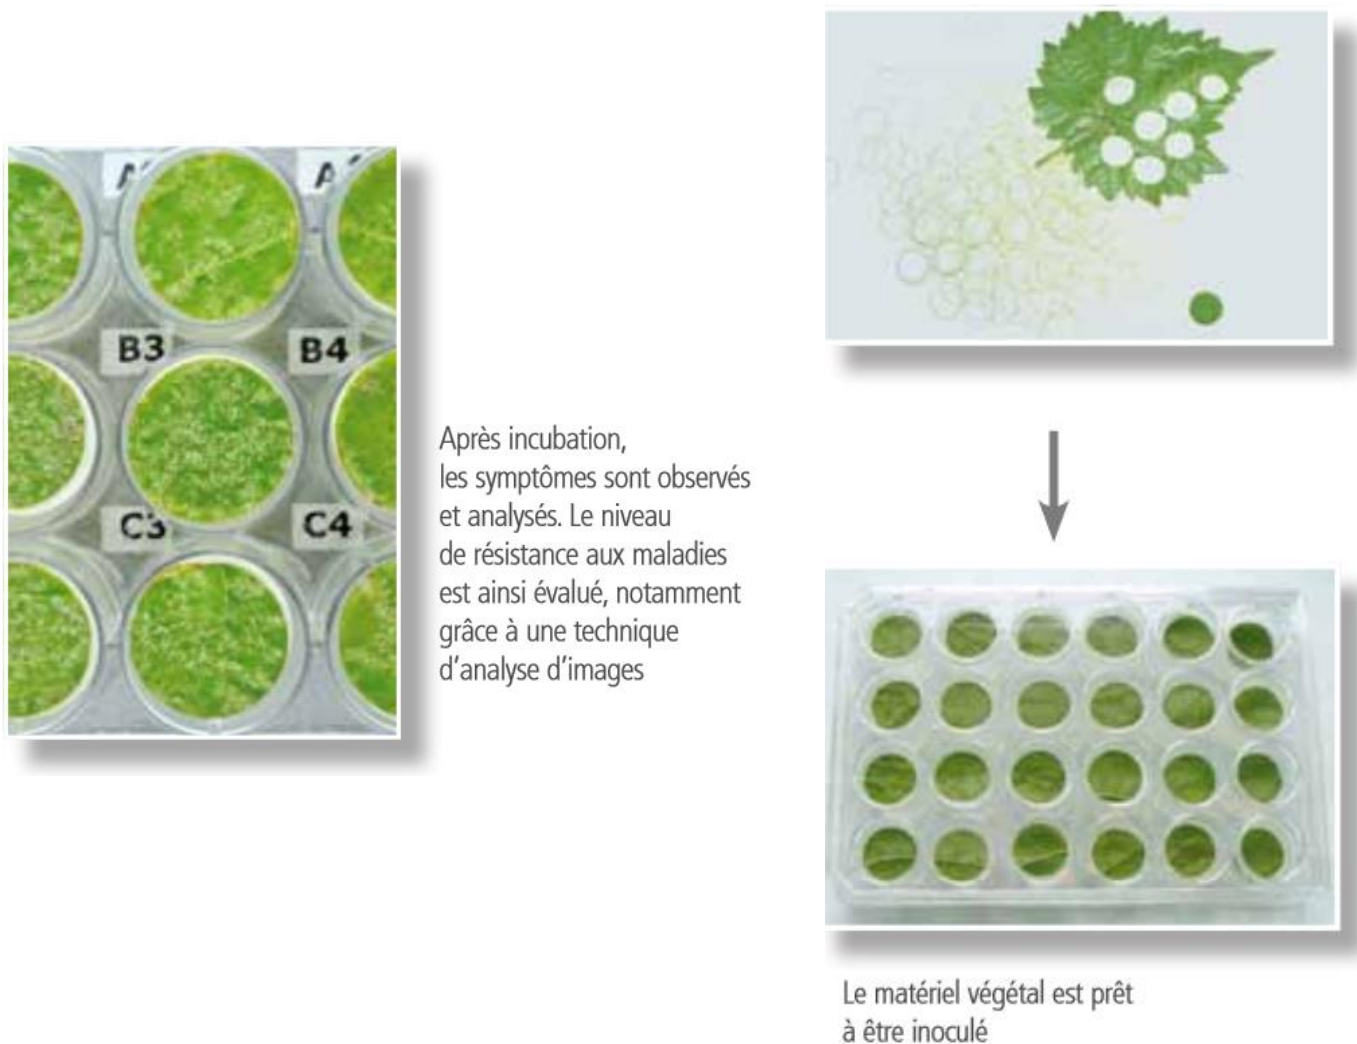 B3
B4
C3
C4
Après incubation,
les symptômes sont observés
et analysés. Le niveau
de résistance aux maladies
est ainsi évalué, notamment
grâce à une technique
d'analyse d'images
Le matériel végétal est prêt
à être inoculé